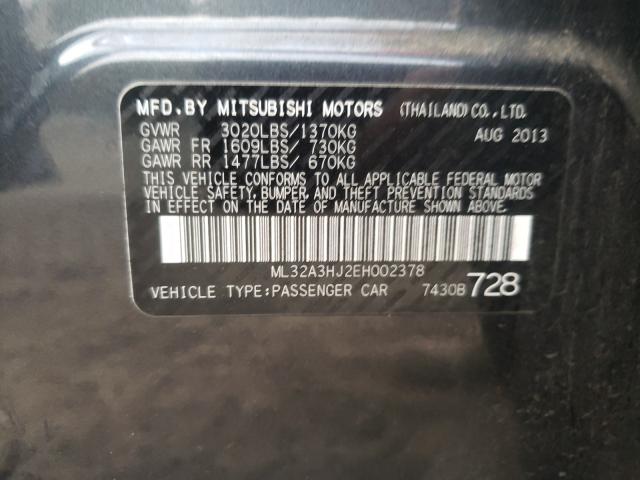 MFD.BY MITSUBISHI MOTORS (THAILAND)CO.,LTD.
GVWR 3020LBS/1370KG AUG 2013
GAWR FR 1609LBS/ 730KG
GAWR RR 1477LBS/ 670KG
THIS VEHICLE CONFORMS TO ALL APPLICABLE FEDERAL MOTOR
VEHICLE SAFETY, BUMPER, AND THEFT PREVENTION STANDARDS
IN EFFECT ON THE DATE OF MANUFACTURE SHOWN ABOVE.
ML32A3HJ2EH002378
VEHICLE TYPE:PASSENGER CAR 7430B 728